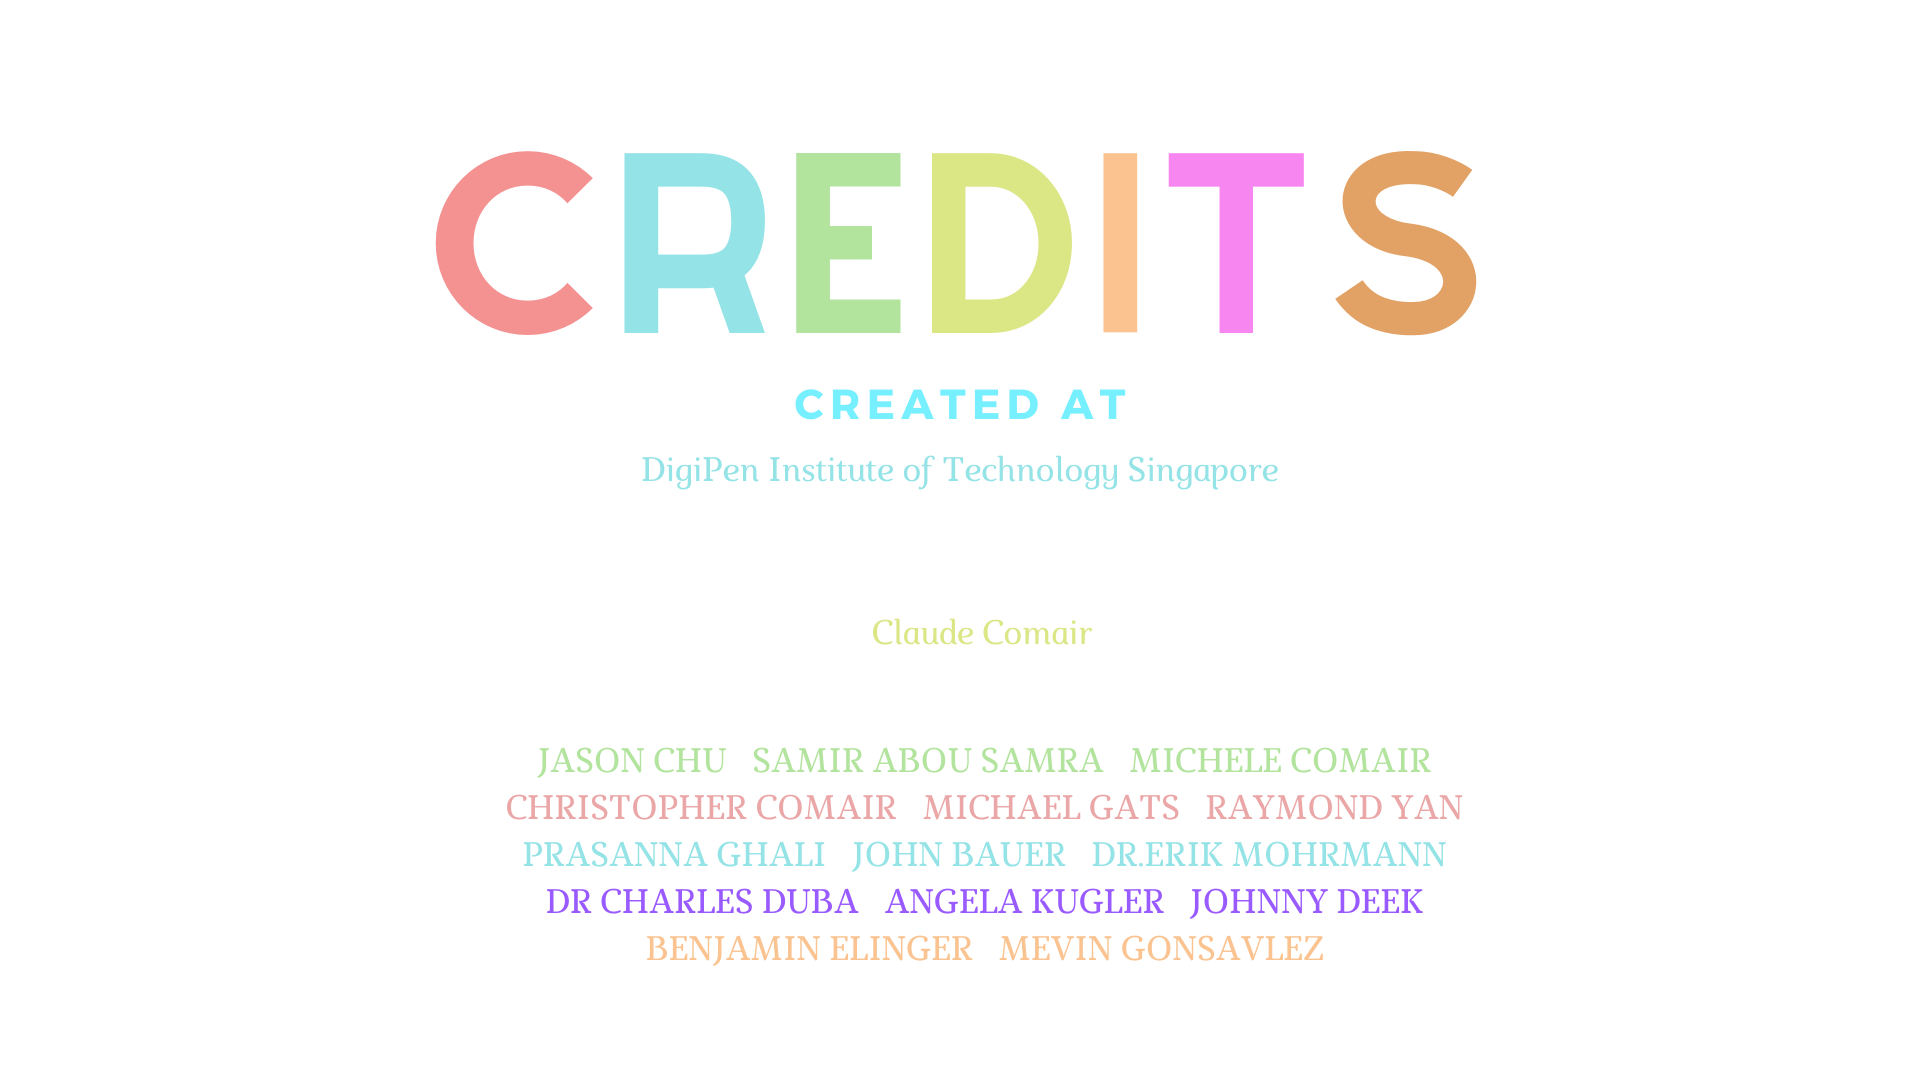 CREDITS
CREATED AT
DigiPen Institute of Technology Singapore
Claude Comair
JASON CHU SAMIR ABOU SAMRA MICHELE COMAIR
CHRISTOPHER COMAIR MICHAEL GATS RAYMOND YAN
PRASANNA GHALI JOHN BAUER DR.ERIK MOHRMANN
DR CHARLES DUBA ANGELA KUGLER JOHNNY DEEK
BENJAMIN ELINGER MEVIN GONSAVLEZ